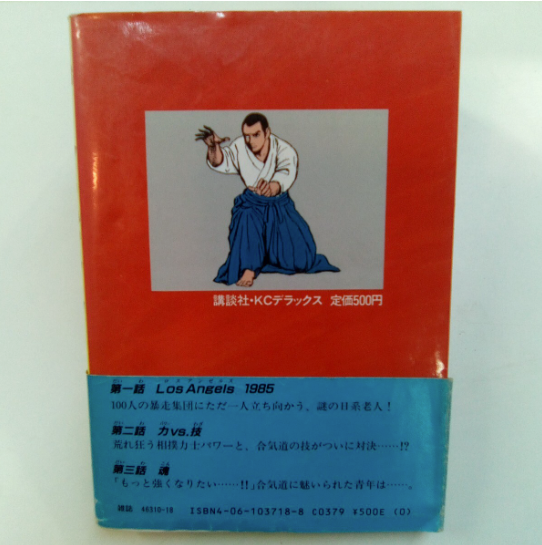 講談社・KCデラックス 定価500円
第一話 Los Angels 1985
100人の暴走集団にただ一人立ち向かう、謎の日系老人!
第二話 力vs.技
荒れ狂う相撲力士パワーと、合気道の技がついに対決……!?
第三話 魂
「もっと強くなりたい……!!」合気道に魅いられた青年は……。
雑誌 46310-18 ISBN4-06-103718-8 C0379 ¥500E (0)